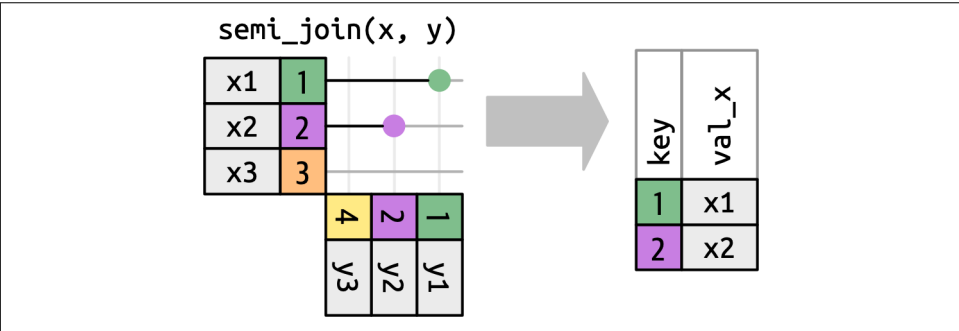 semi_join(x, y)
x1 1
x2 2
x3 3
4 2 1
y3 y2 y1
key val_x
1 x1
2 x2